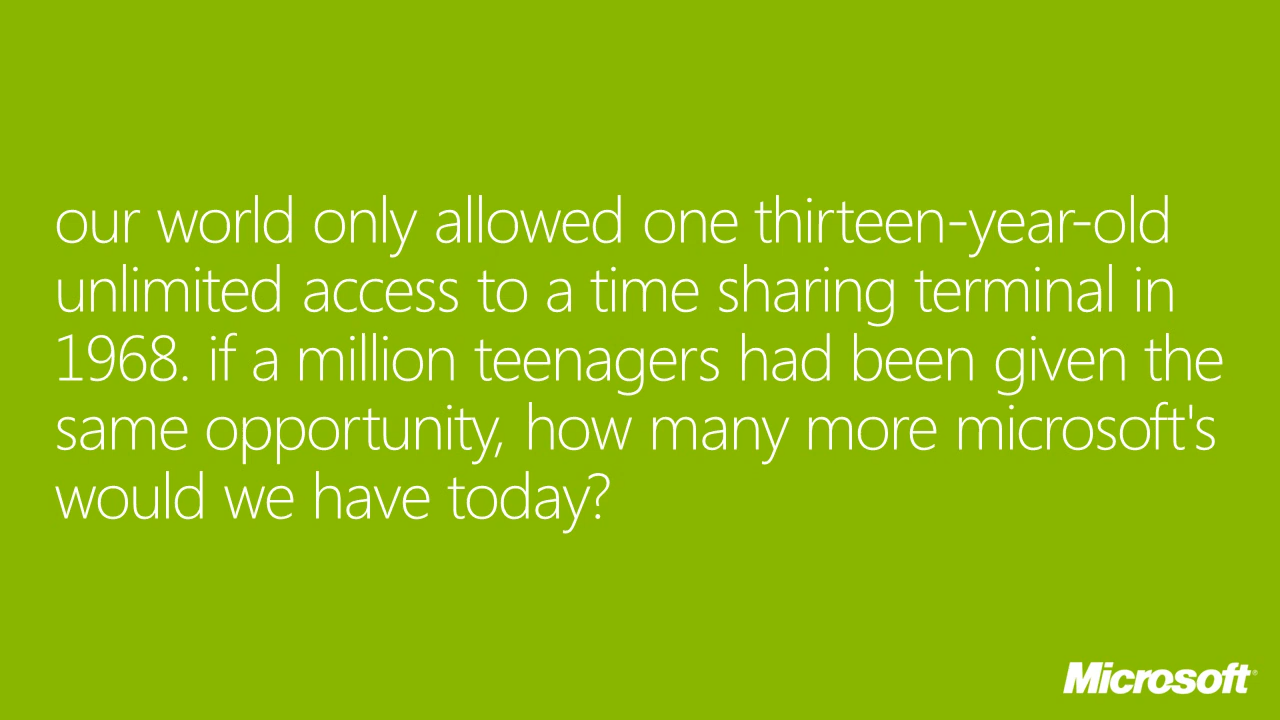 our world only allowed one thirteen-year-old
unlimited access to a time sharing terminal in
1968. if a million teenagers had been given the
same opportunity, how many more microsoft's
would we have today?
Microsoft®